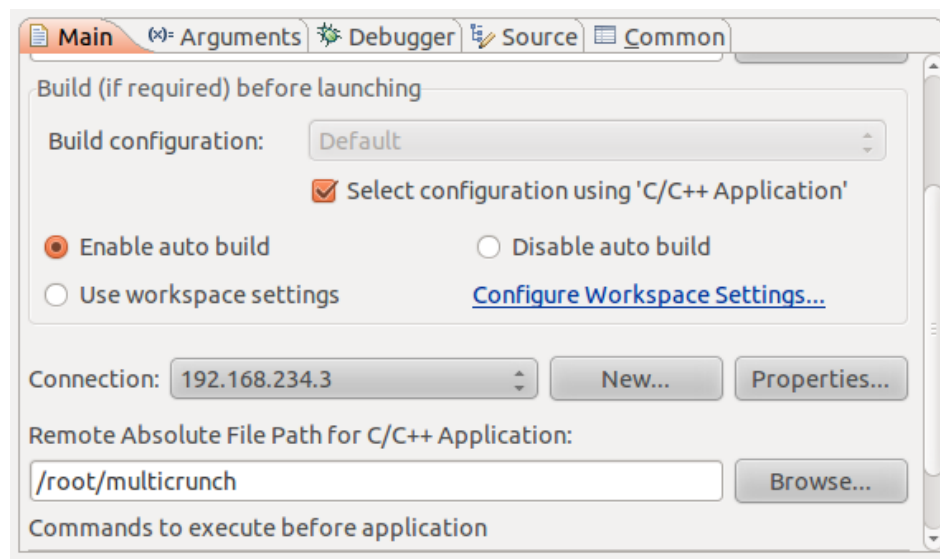 Main (x)= Arguments Debugger Source Common
Build (if required) before launching
Build configuration: Default
Select configuration using 'C/C++ Application'
Enable auto build Disable auto build
Use workspace settings Configure Workspace Settings...
Connection: 192.168.234.3 New... Properties...
Remote Absolute File Path for C/C++ Application:
/root/multicrunch Browse...
Commands to execute before application